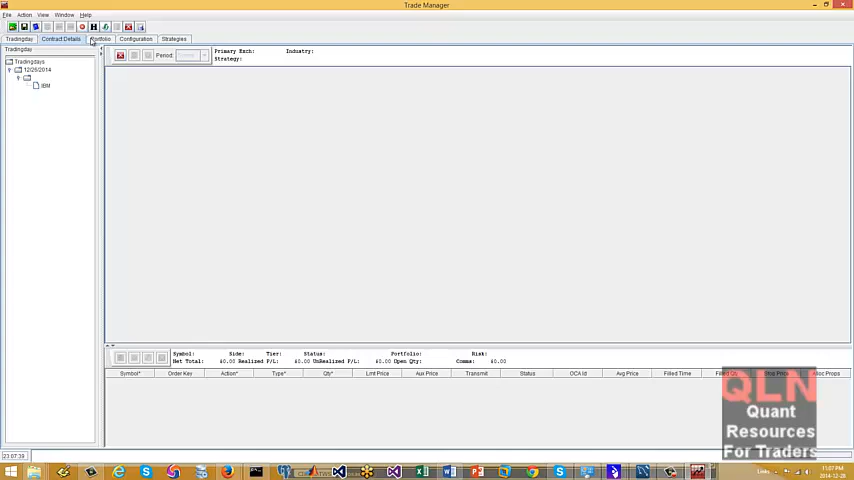 Trade Manager
File Action View Window Help
Tradingday Contract Details Portfolio Configuration Strategies
Tradingday
Tradingdays
12/26/2014
IBM
Period:
Primary Exch: Industry:
Strategy:
Symbol: Side: Tier: Status: Portfolio: Risk:
Net Total: $0.00 Realized P/L: $0.00 UnRealized P/L: $0.00 Open Qty: Comms: $0.00
Symbol* Order Key Action* Type* Qty* Lmt Price Aux Price Transmit Status OCA Id Avg Price Filled Time Filled Qty Stop Price Alloc Props
QLN
Quant
Resources
For Traders
23:07:39
Links
11:07 PM
2014-12-28